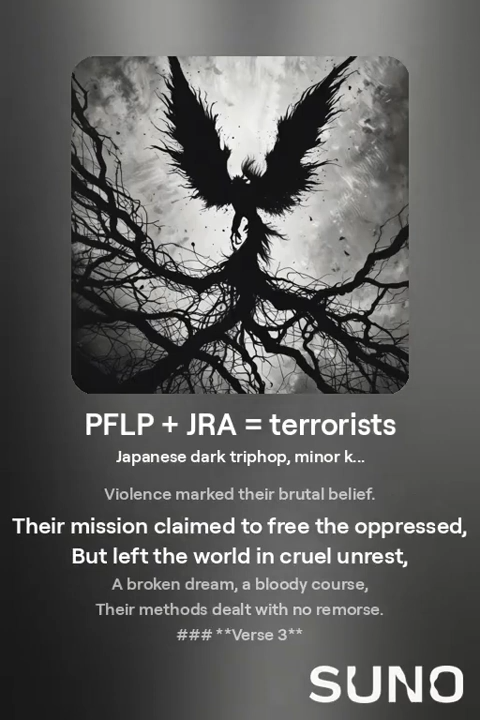 PFLP + JRA = terrorists
Japanese dark triphop, minor k...
Violence marked their brutal belief.
Their mission claimed to free the oppressed,
But left the world in cruel unrest,
A broken dream, a bloody course,
Their methods dealt with no remorse.
### **Verse 3**
SUNO